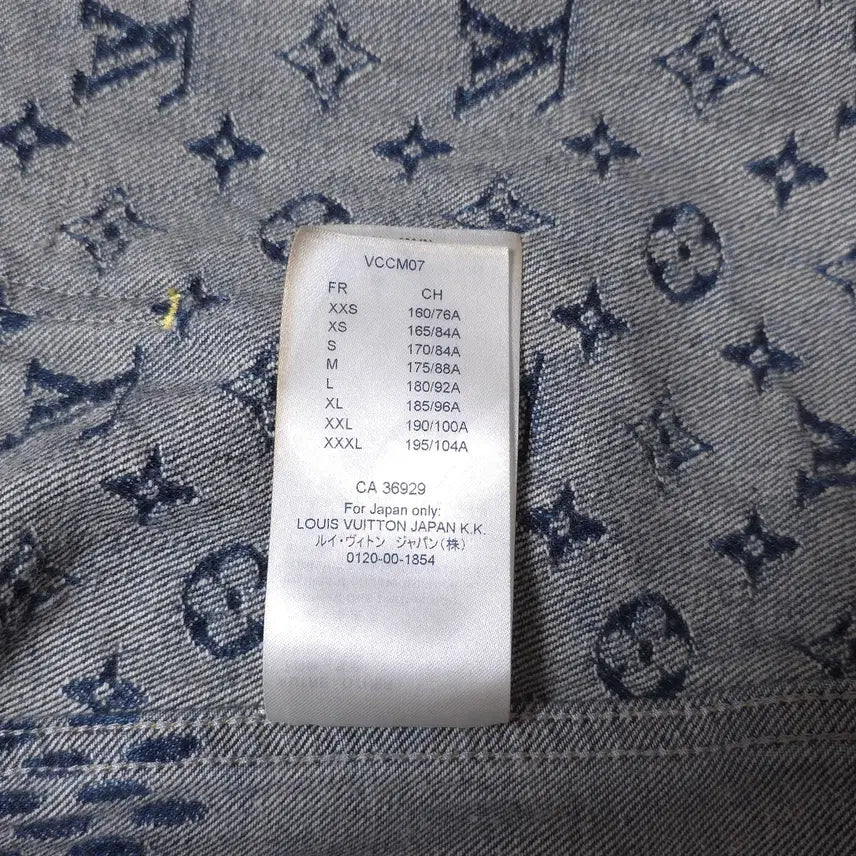 VCCM07
FR CH
XXS 160/76A
XS 165/84A
S 170/84A
M 175/88A
L 180/92A
XL 185/96A
XXL 190/100A
XXXL 195/104A
CA 36929
For Japan only:
LOUIS VUITTON JAPAN K.K.
ルイ・ヴィトン ジャパン(株)
0120-00-1854